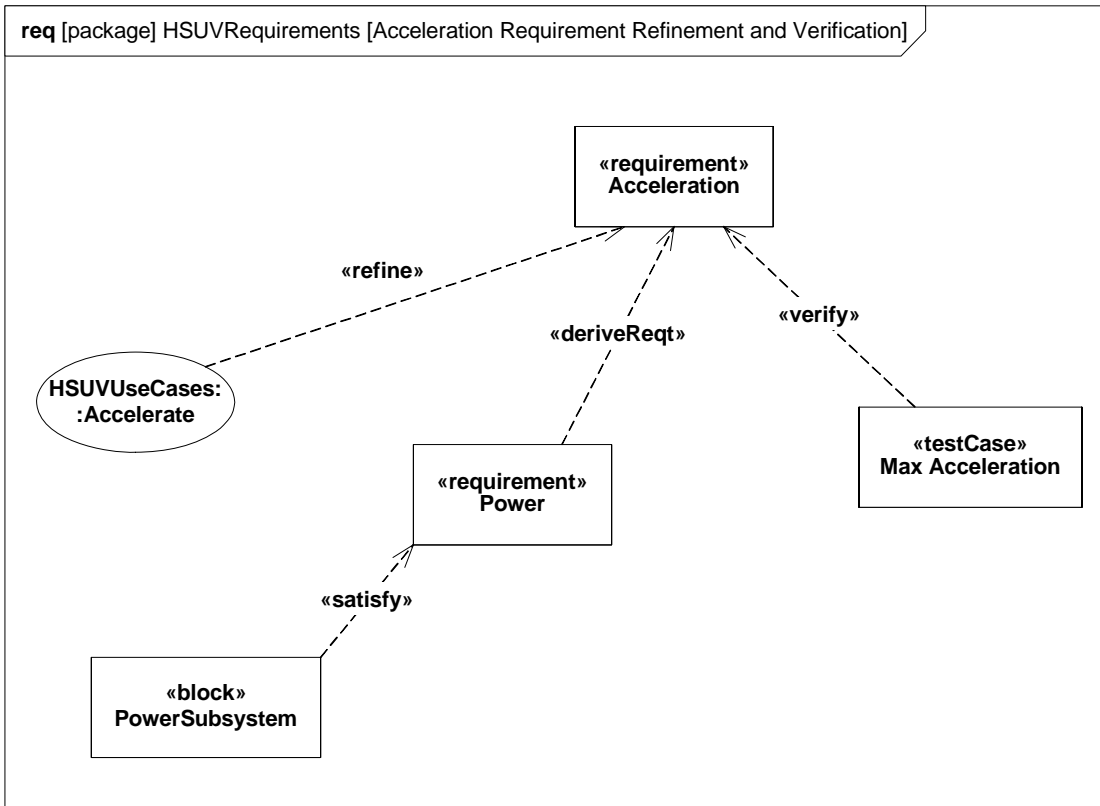 req [package] HSUVRequirements [Acceleration Requirement Refinement and Verification]
«requirement»
Acceleration
«refine»
«deriveReqt»
«verify»
HSUVUseCases:
:Accelerate
«testCase»
Max Acceleration
«requirement»
Power
«satisfy»
«block»
PowerSubsystem